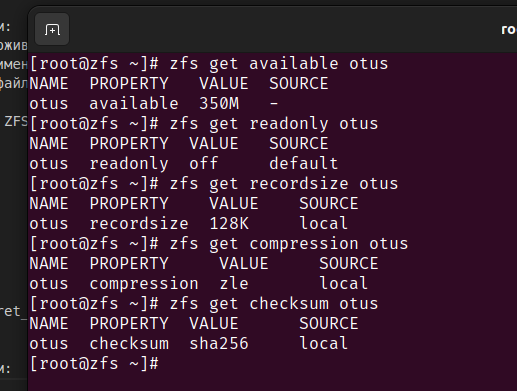 м:
ro
[root@zfs ~]# zfs get available otus
NAME  PROPERTY   VALUE  SOURCE
otus  available  350M   -
[root@zfs ~]# zfs get readonly otus
NAME  PROPERTY  VALUE   SOURCE
otus  readonly  off     default
[root@zfs ~]# zfs get recordsize otus
NAME  PROPERTY    VALUE    SOURCE
otus  recordsize  128K     local
[root@zfs ~]# zfs get compression otus
NAME  PROPERTY     VALUE     SOURCE
otus  compression  zle       local
[root@zfs ~]# zfs get checksum otus
NAME  PROPERTY  VALUE      SOURCE
otus  checksum  sha256     local
[root@zfs ~]#
ZFS
ret_
м: